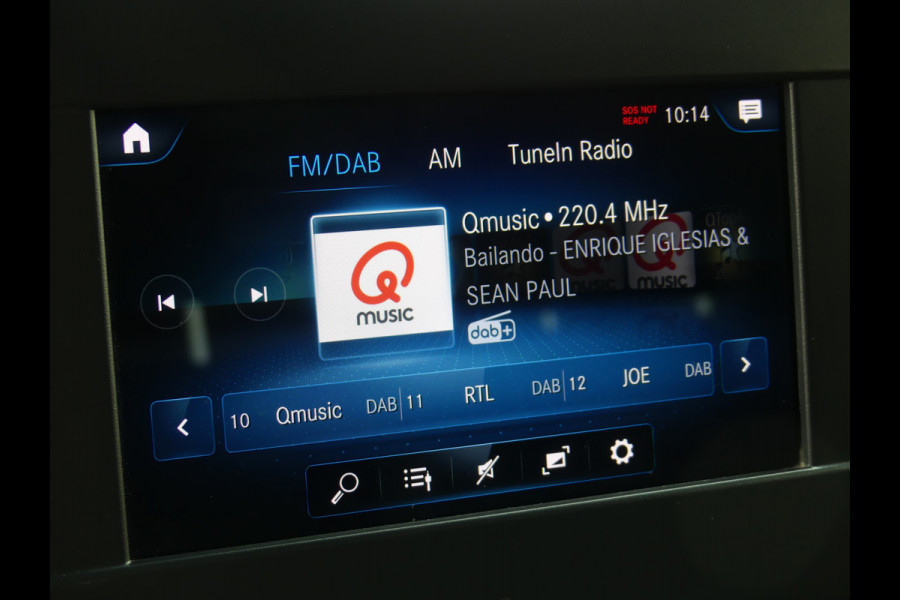 SOS NOT
READY
10:14
FM/DAB AM TuneIn Radio
Qmusic • 220.4 MHz
Bailando - ENRIQUE IGLESIAS &
SEAN PAUL
dab+
Q
MUSIC
MUSIC
10 Qmusic DAB 11 RTL DAB 12 JOE DAB